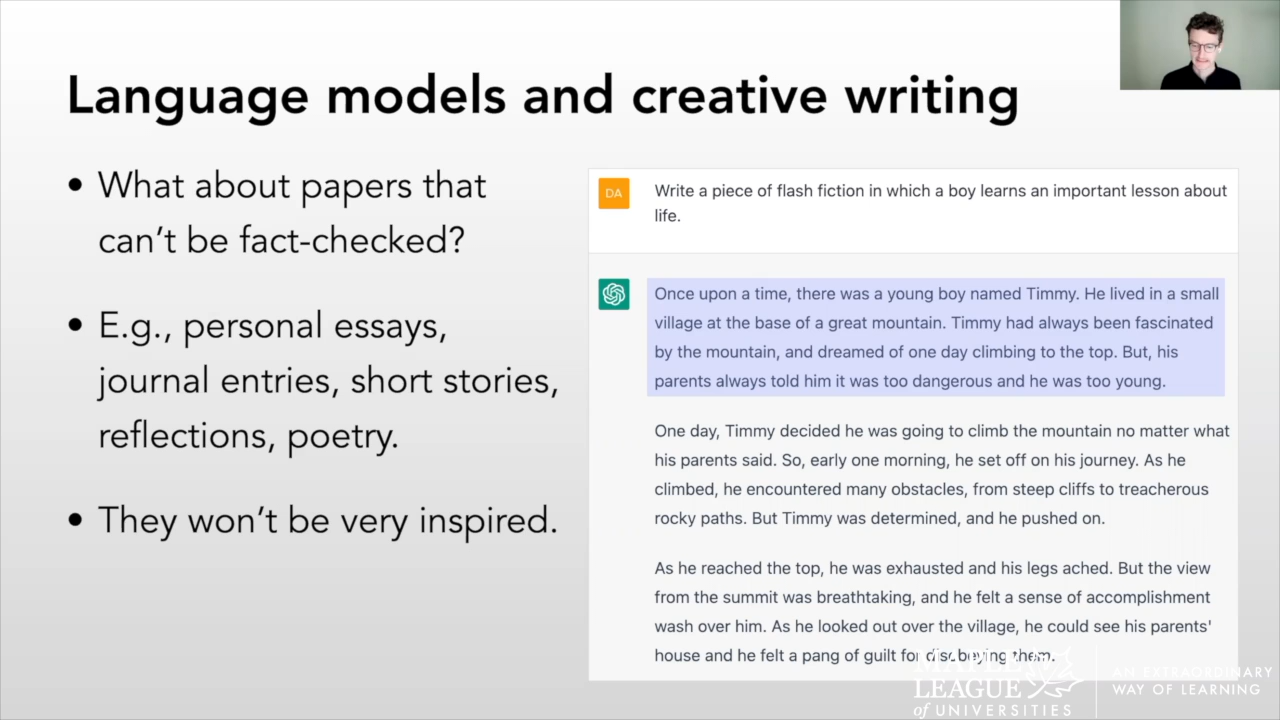 Language models and creative writing
• What about papers that
can't be fact-checked?
• E.g., personal essays,
journal entries, short stories,
reflections, poetry.
• They won't be very inspired.
DA
Write a piece of flash fiction in which a boy learns an important lesson about
life.
Once upon a time, there was a young boy named Timmy. He lived in a small
village at the base of a great mountain. Timmy had always been fascinated
by the mountain, and dreamed of one day climbing to the top. But, his
parents always told him it was too dangerous and he was too young.
One day, Timmy decided he was going to climb the mountain no matter what
his parents said. So, early one morning, he set off on his journey. As he
climbed, he encountered many obstacles, from steep cliffs to treacherous
rocky paths. But Timmy was determined, and he pushed on.
As he reached the top, he was exhausted and his legs ached. But the view
from the summit was breathtaking, and he felt a sense of accomplishment
wash over him. As he looked out over the village, he could see his parents'
house and he felt a pang of guilt for disobeying them.
MAPLE
LEAGUE
of UNIVERSITIES
AN EXTRAORDINARY
WAY OF LEARNING